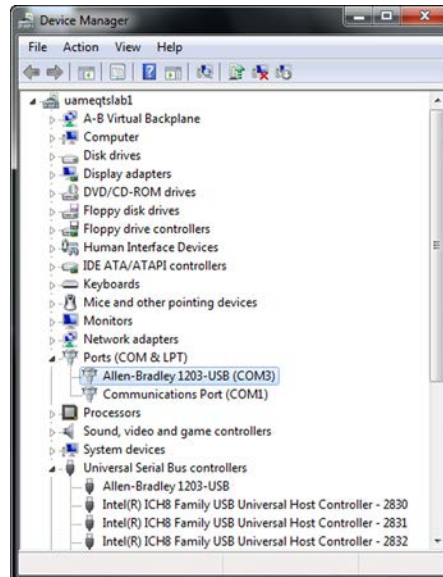 Device Manager
File Action View Help
uameqtslab1
A-B Virtual Backplane
Computer
Disk drives
Display adapters
DVD/CD-ROM drives
Floppy disk drives
Floppy drive controllers
Human Interface Devices
IDE ATA/ATAPI controllers
Keyboards
Mice and other pointing devices
Monitors
Network adapters
Ports (COM & LPT)
Allen-Bradley 1203-USB (COM3)
Communications Port (COM1)
Processors
Sound, video and game controllers
System devices
Universal Serial Bus controllers
Allen-Bradley 1203-USB
Intel(R) ICH8 Family USB Universal Host Controller - 2830
Intel(R) ICH8 Family USB Universal Host Controller - 2831
Intel(R) ICH8 Family USB Universal Host Controller - 2832